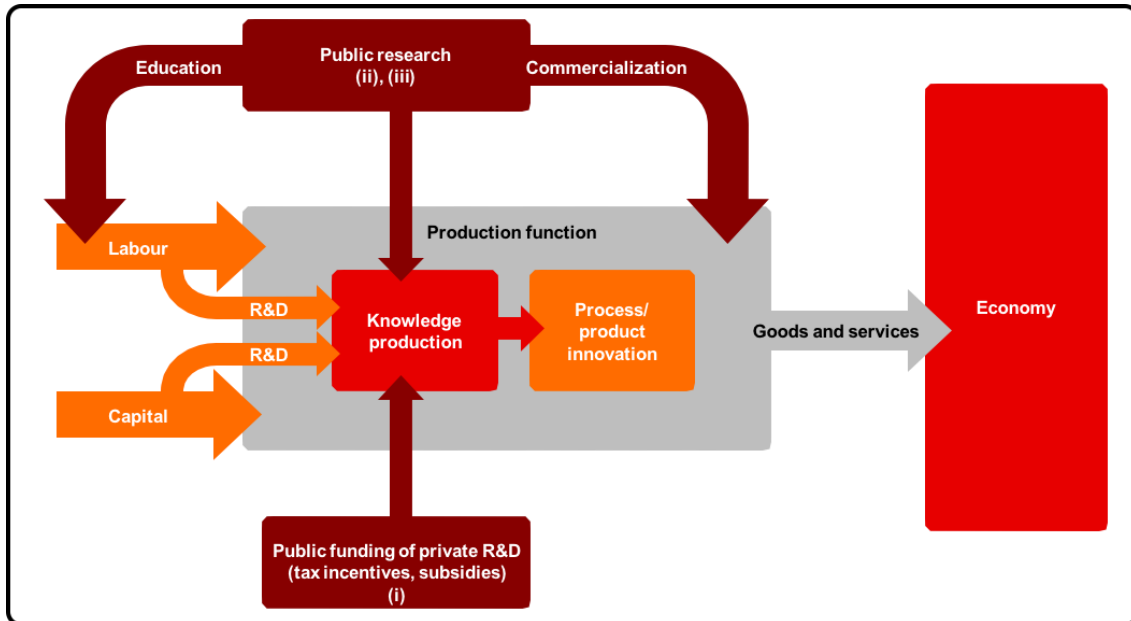 Education
Public research
(ii), (iii)
Commercialization
Production function
Labour
R&D
Knowledge
production
Process/
product
innovation
R&D
Capital
Goods and services
Economy
Public funding of private R&D
(tax incentives, subsidies)
(i)